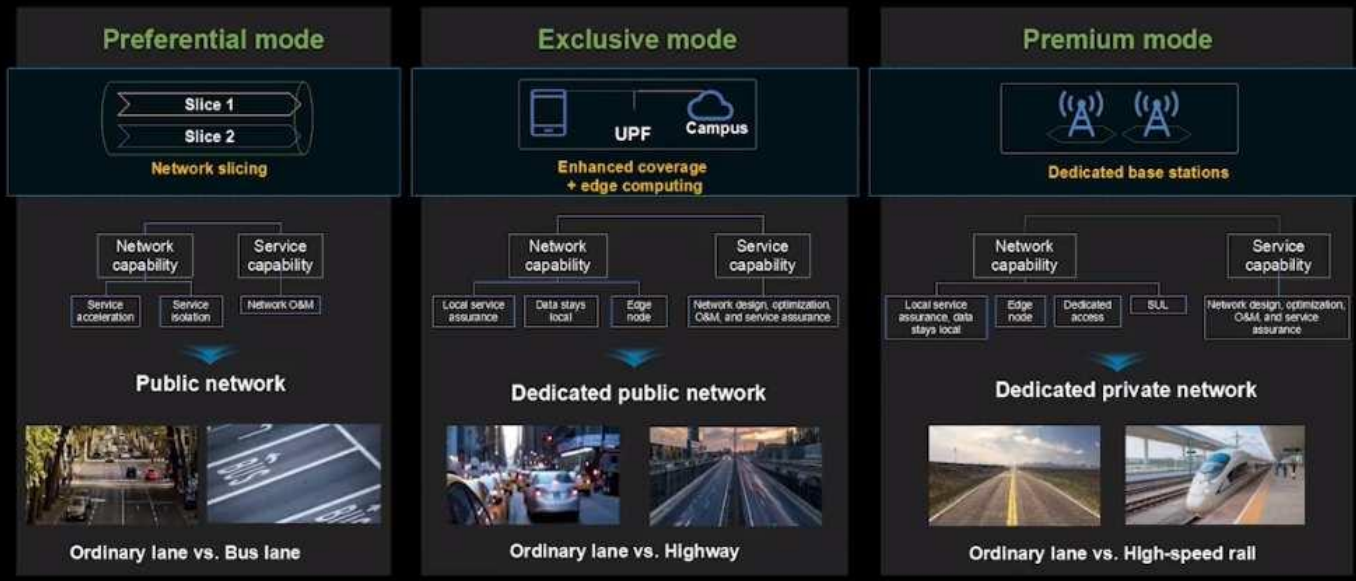 Preferential mode
Slice 1
Slice 2
Network slicing
Network
capability
Service
capability
Service
acceleration
Service
isolation
Network O&M
Public network
BUS
Ordinary lane vs. Bus lane
Exclusive mode
UPF
Campus
Enhanced coverage
+ edge computing
Network
capability
Service
capability
Local service
assurance
Data stays
local
Edge
node
Network design, optimization,
O&M, and service assurance
Dedicated public network
Ordinary lane vs. Highway
Premium mode
Dedicated base stations
Network
capability
Service
capability
Local service
assurance, data
stays local
Edge
node
Dedicated
access
SUL
Network design, optimization,
O&M, and service
assurance
Dedicated private network
Ordinary lane vs. High-speed rail